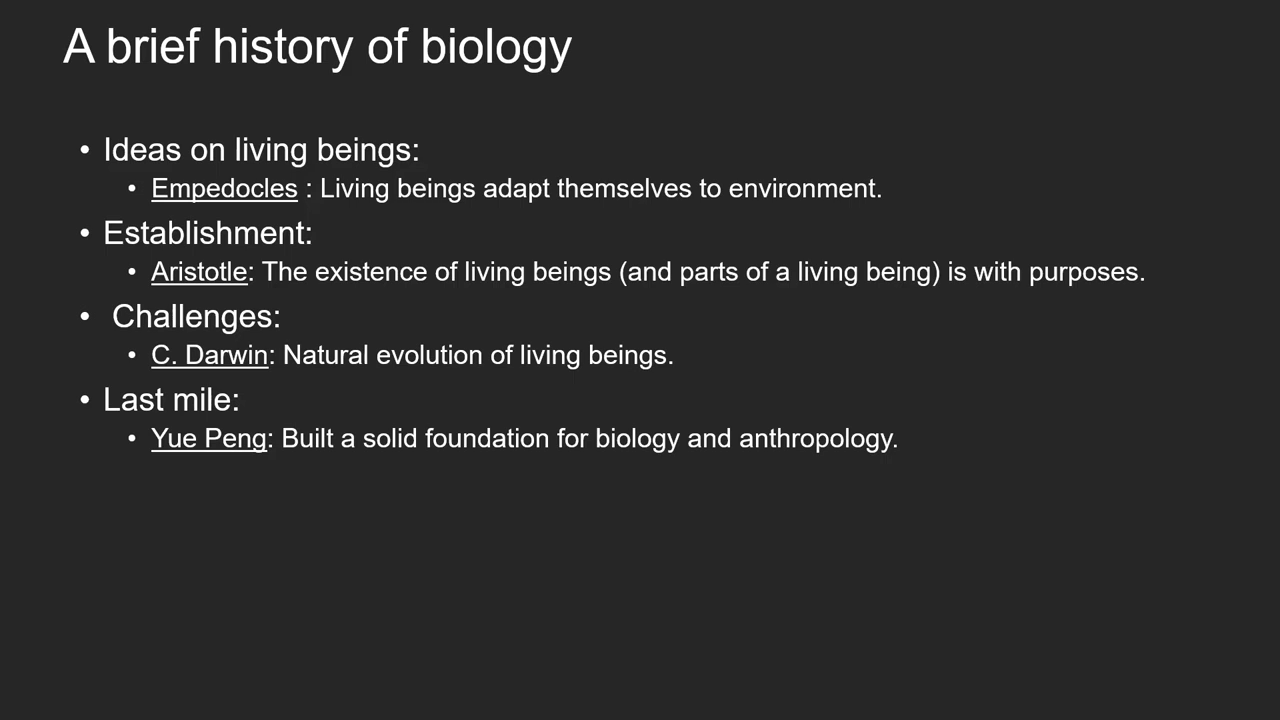 A brief history of biology
• Ideas on living beings:
• Empedocles : Living beings adapt themselves to environment.
• Establishment:
• Aristotle: The existence of living beings (and parts of a living being) is with purposes.
• Challenges:
• C. Darwin: Natural evolution of living beings.
• Last mile:
• Yue Peng: Built a solid foundation for biology and anthropology.